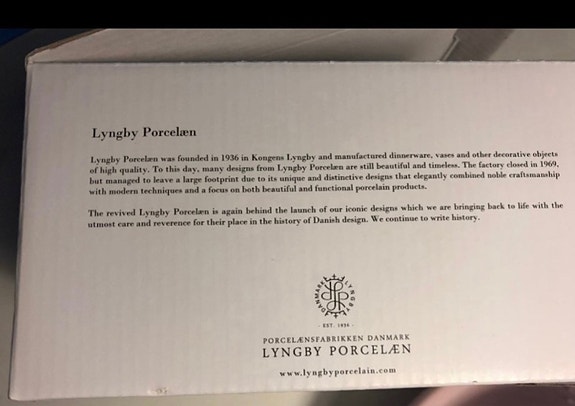 Lyngby Porcelæn
Lyngby Porcelæn was founded in 1936 in Kongens Lyngby and manufactured dinnerware, vases and other decorative objects
of high quality. To this day, many designs from Lyngby Porcelæn are still beautiful and timeless. The factory closed in 1969,
but managed to leave a large footprint due to its unique and distinctive designs that elegantly combined noble craftsmanship
with modern techniques and a focus on both beautiful and functional porcelain products.
The revived Lyngby Porcelæn is again behind the launch of our iconic designs which we are bringing back to life with the
utmost care and reverence for their place in the history of Danish design. We continue to write history.
DANMARK LYNGBY
· EST. 1936 ·
PORCELÆNSFABRIKKEN DANMARK
LYNGBY PORCELÆN
www.lyngbyporcelain.com